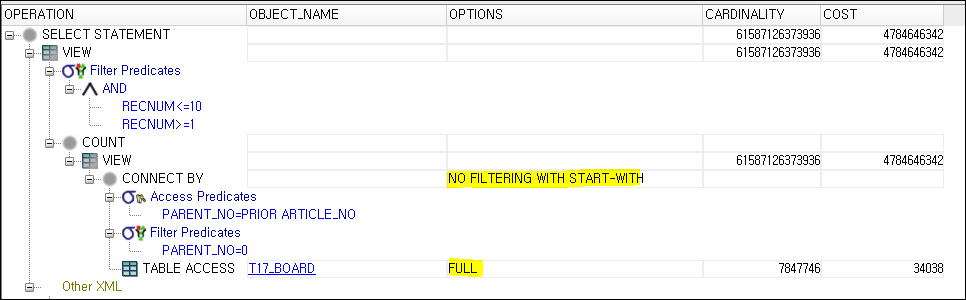 OPERATION OBJECT_NAME OPTIONS CARDINALITY COST
SELECT STATEMENT 61587126373936 4784646342
VIEW 61587126373936 4784646342
Filter Predicates
AND
RECNUM<=10
RECNUM>=1
COUNT
VIEW 61587126373936 4784646342
CONNECT BY NO FILTERING WITH START-WITH
Access Predicates
PARENT_NO=PRIOR ARTICLE_NO
Filter Predicates
PARENT_NO=0
TABLE ACCESS T17_BOARD FULL 7847746 34038
Other XML